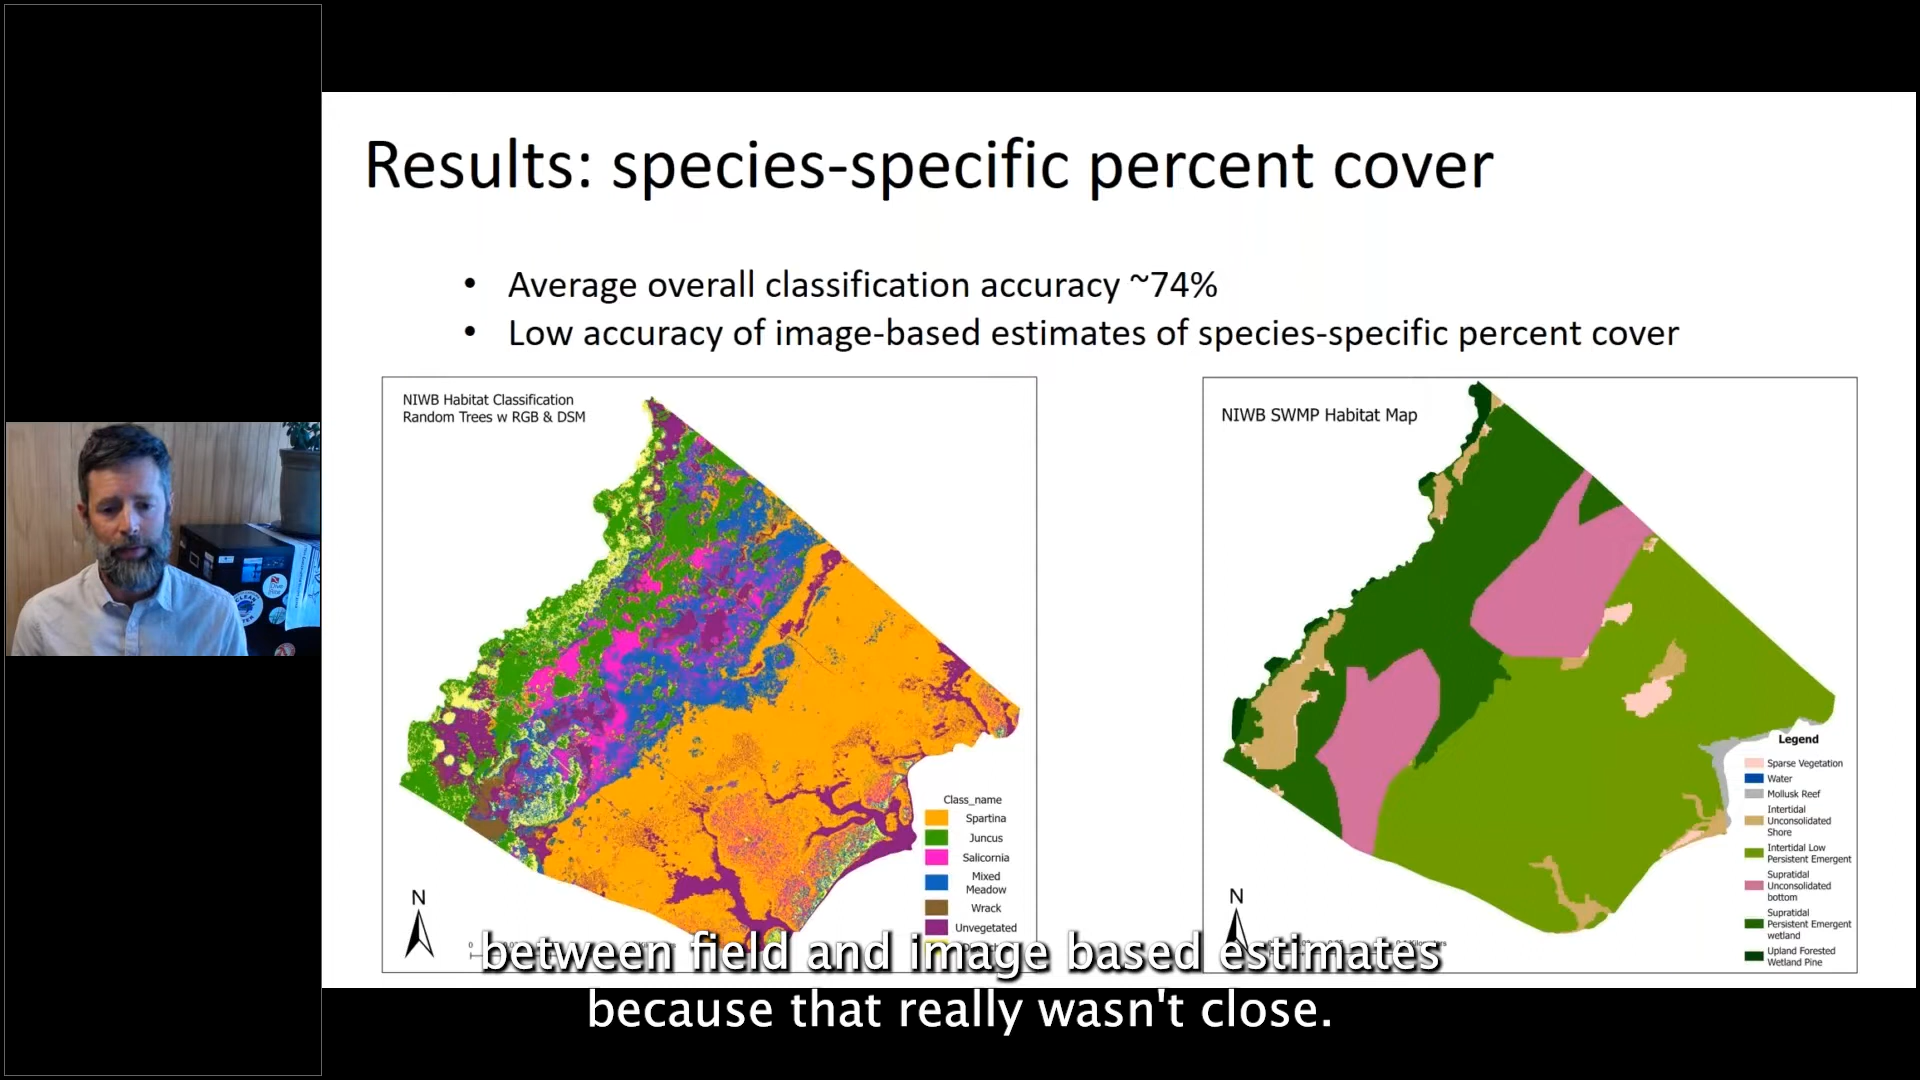 Results: species-specific percent cover
• Average overall classification accuracy ~74%
• Low accuracy of image-based estimates of species-specific percent cover
NIWB Habitat Classification
Random Trees w RGB & DSM
Class_name
Spartina
Juncus
Salicornia
Mixed
Meadow
Wrack
Unvegetated
N
0
NIWB SWMP Habitat Map
Legend
Sparse Vegetation
Water
Mollusk Reef
Intertidal
Unconsolidated
Shore
Intertidal Low
Persistent Emergent
Supratidal
Unconsolidated
bottom
Supratidal
Persistent Emergent
wetland
Upland Forested
Wetland Pine
N
between field and image based estimates
because that really wasn't close.